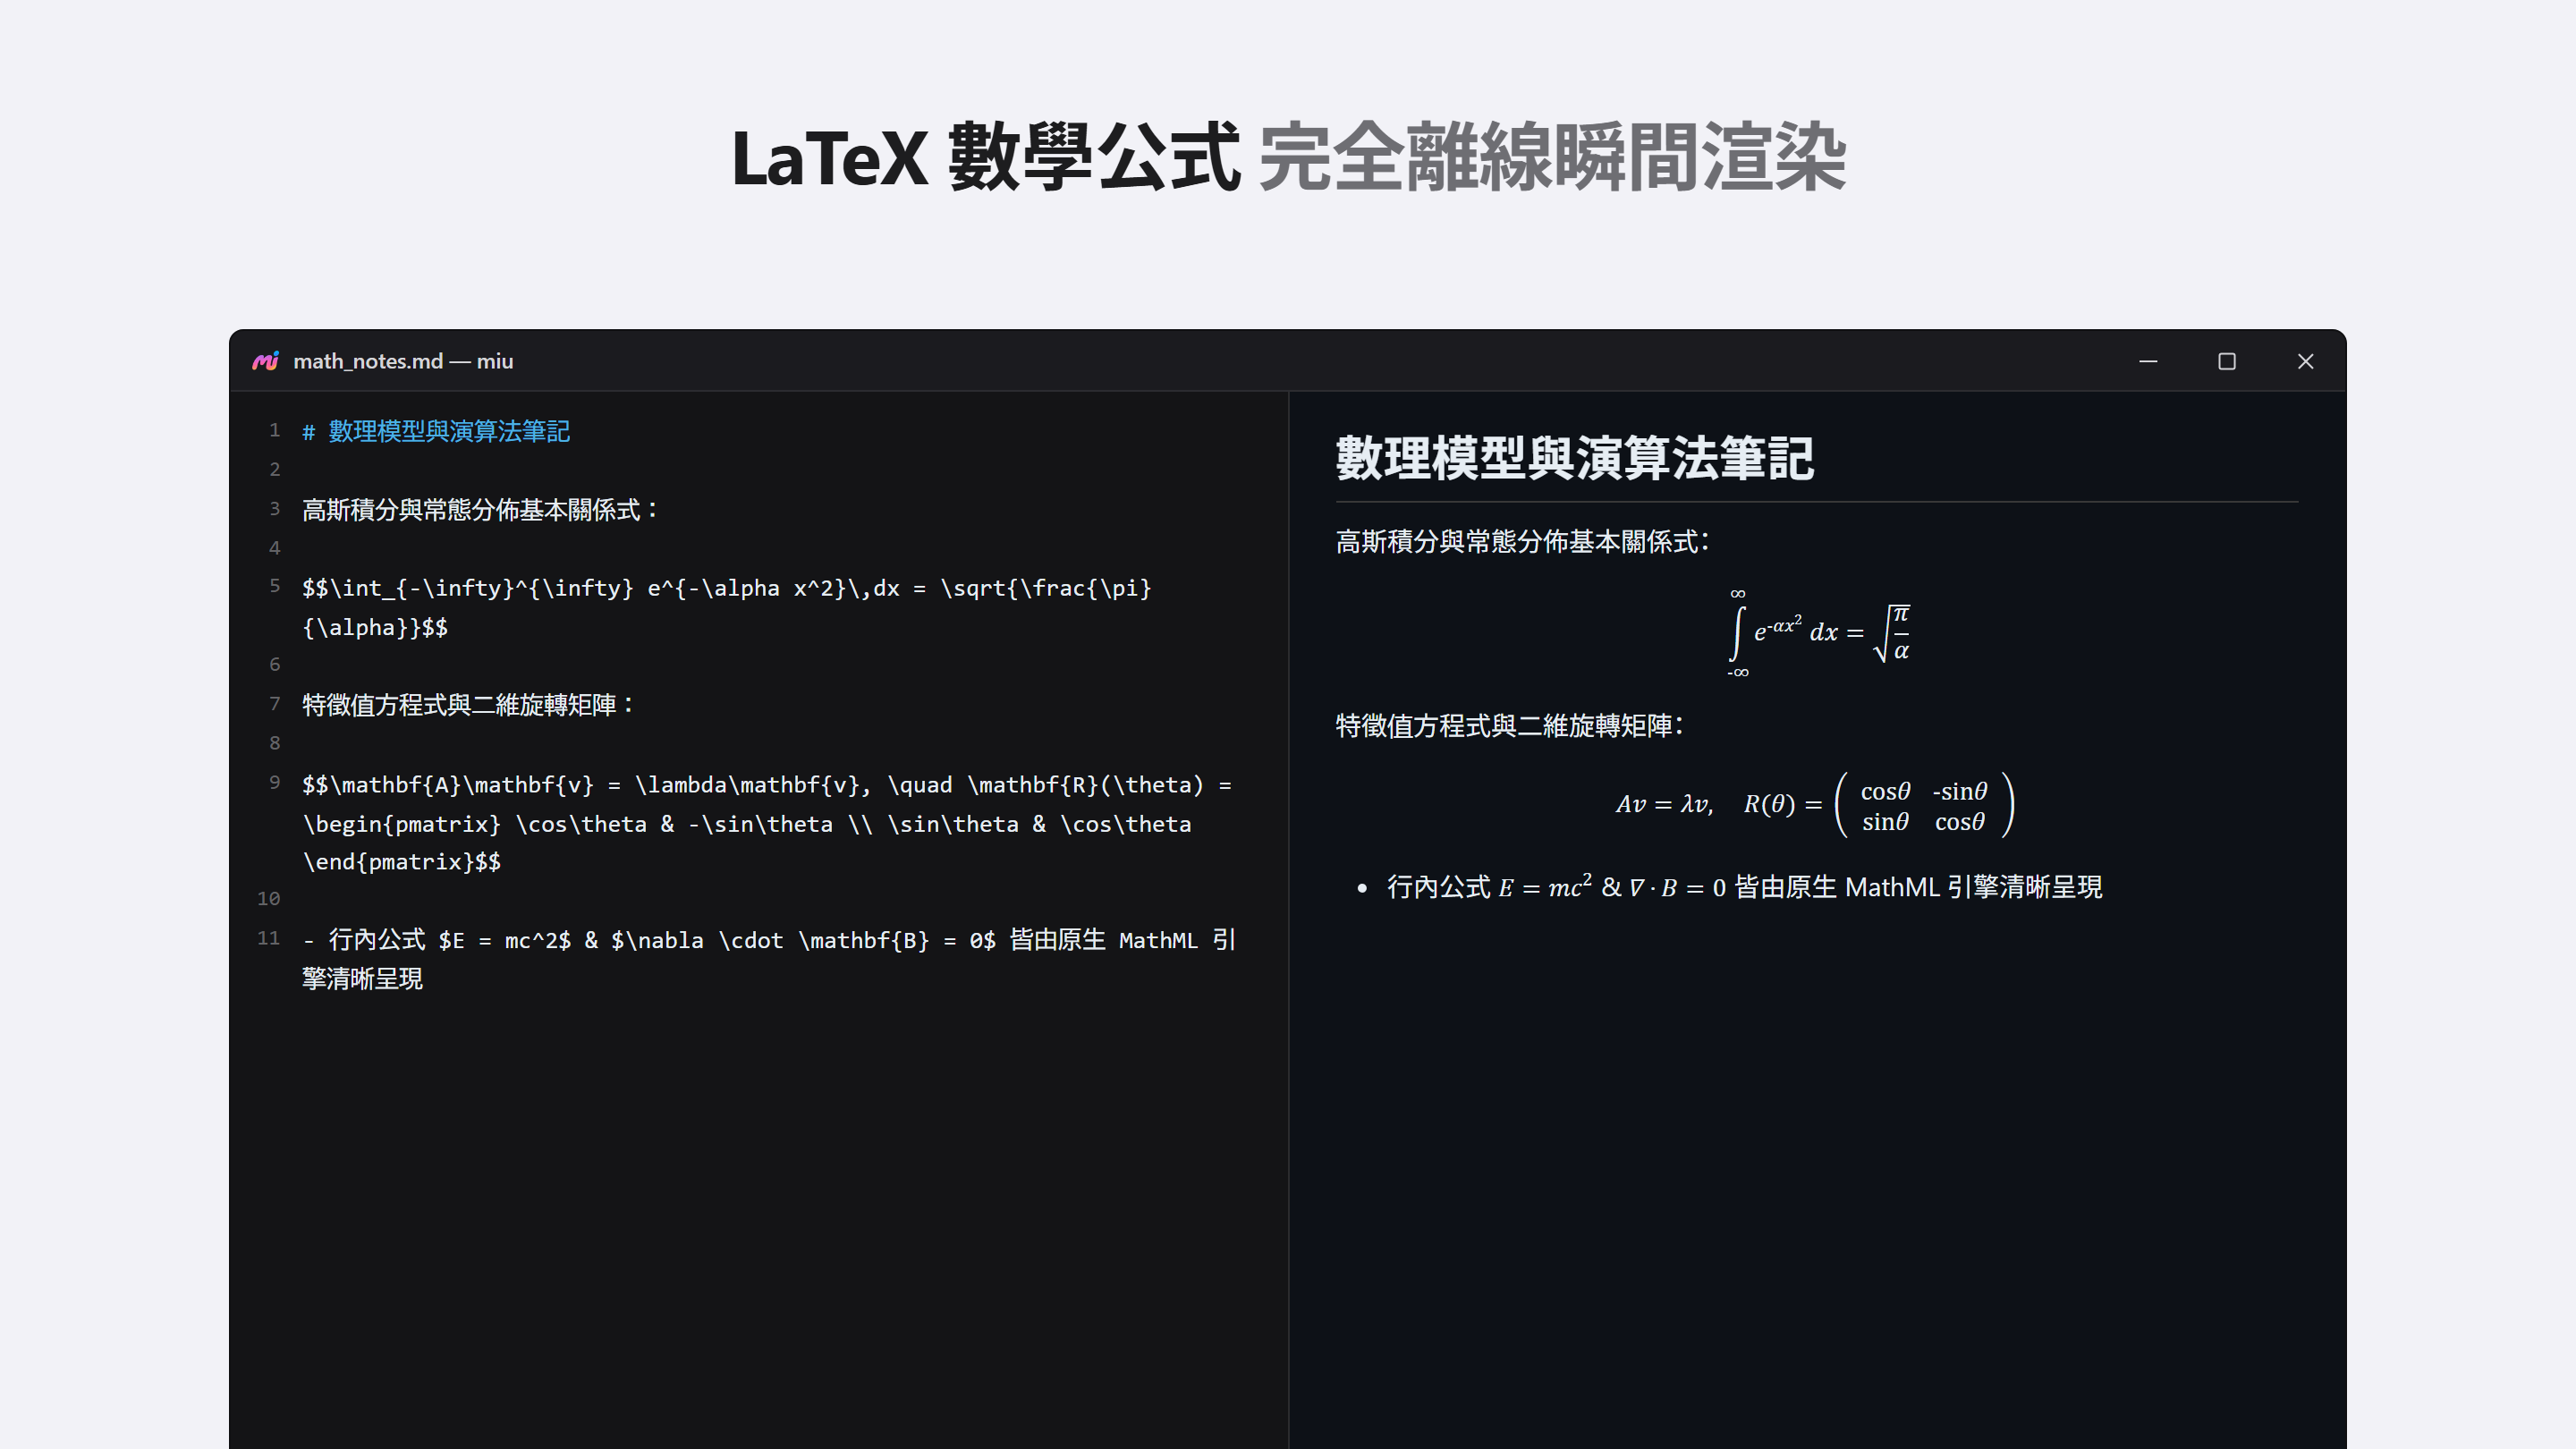 LaTeX 數學公式 完全離線瞬間渲染
math_notes.md — miu
1 # 數理模型與演算法筆記
2
3 高斯積分與常態分佈基本關係式：
4
5 $$\int_{-\infty}^{\infty} e^{-\alpha x^2}\,dx = \sqrt{\frac{\pi}
{\alpha}}$$
6
7 特徵值方程式與二維旋轉矩陣：
8
9 $$\mathbf{A}\mathbf{v} = \lambda\mathbf{v}, \quad \mathbf{R}(\theta) =
\begin{pmatrix} \cos\theta & -\sin\theta \\ \sin\theta & \cos\theta
\end{pmatrix}$$
10
11 - 行內公式 $E = mc^2$ & $\nabla \cdot \mathbf{B} = 0$ 皆由原生 MathML 引
擎清晰呈現
數理模型與演算法筆記
高斯積分與常態分佈基本關係式：
∫_{-∞}^{∞} e^{-αx²} dx = √(π/α)
特徵值方程式與二維旋轉矩陣：
Av = λv, R(θ) = ( cosθ -sinθ
sinθ cosθ )
• 行內公式 E = mc² & ∇ · B = 0 皆由原生 MathML 引擎清晰呈現